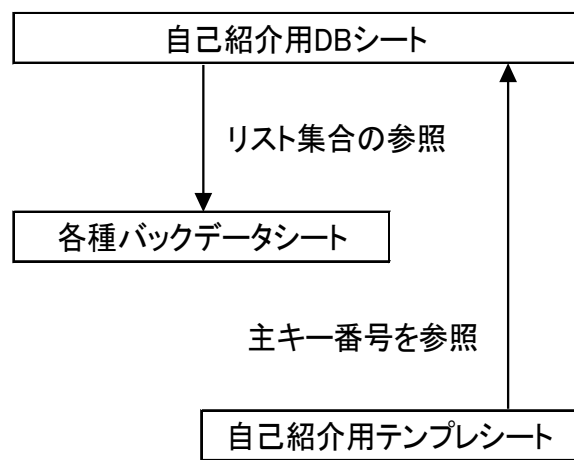 自己紹介用DBシート
リスト集合の参照
各種バックデータシート
主キー番号を参照
自己紹介用テンプレシート